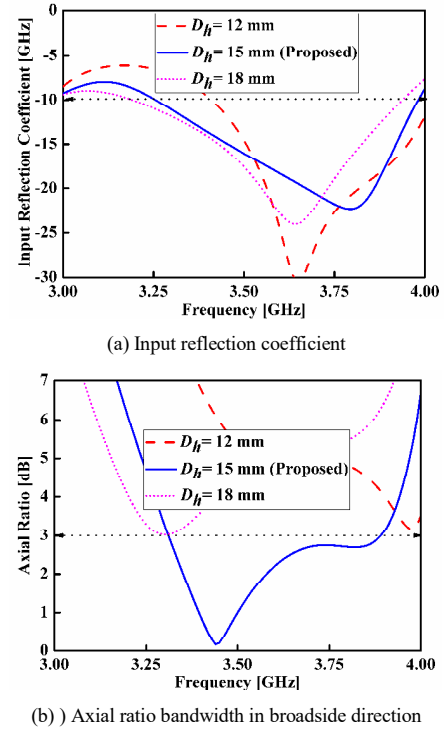 0
-5
-10
-15
-20
-25
-30
Input Reflection Coefficient [GHz]
D_h= 12 mm
D_h= 15 mm (Proposed)
D_h= 18 mm
3.00 3.25 3.50 3.75 4.00
Frequency [GHz]
(a) Input reflection coefficient
7
6
5
4
3
2
1
0
Axial Ratio [dB]
D_h= 12 mm
D_h= 15 mm (Proposed)
D_h= 18 mm
3.00 3.25 3.50 3.75 4.00
Frequency [GHz]
(b) ) Axial ratio bandwidth in broadside direction